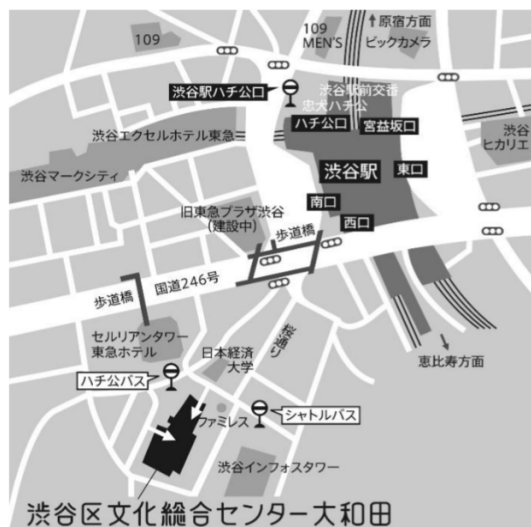 109
109
MEN'S
ビックカメラ
原宿方面
渋谷駅ハチ公口
渋谷駅前交番
忠犬ハチ公
ハチ公口
宮益坂口
渋谷エクセルホテル東急
渋谷
ヒカリエ
渋谷マークシティ
渋谷駅
東口
南口
西口
旧東急プラザ渋谷
(建設中)
歩道橋
国道246号
歩道橋
セルリアンタワー
東急ホテル
日本経済
大学
桜通り
恵比寿方面
ハチ公バス
シャトルバス
ファミレス
渋谷インフォスタワー
渋谷区文化総合センター大和田